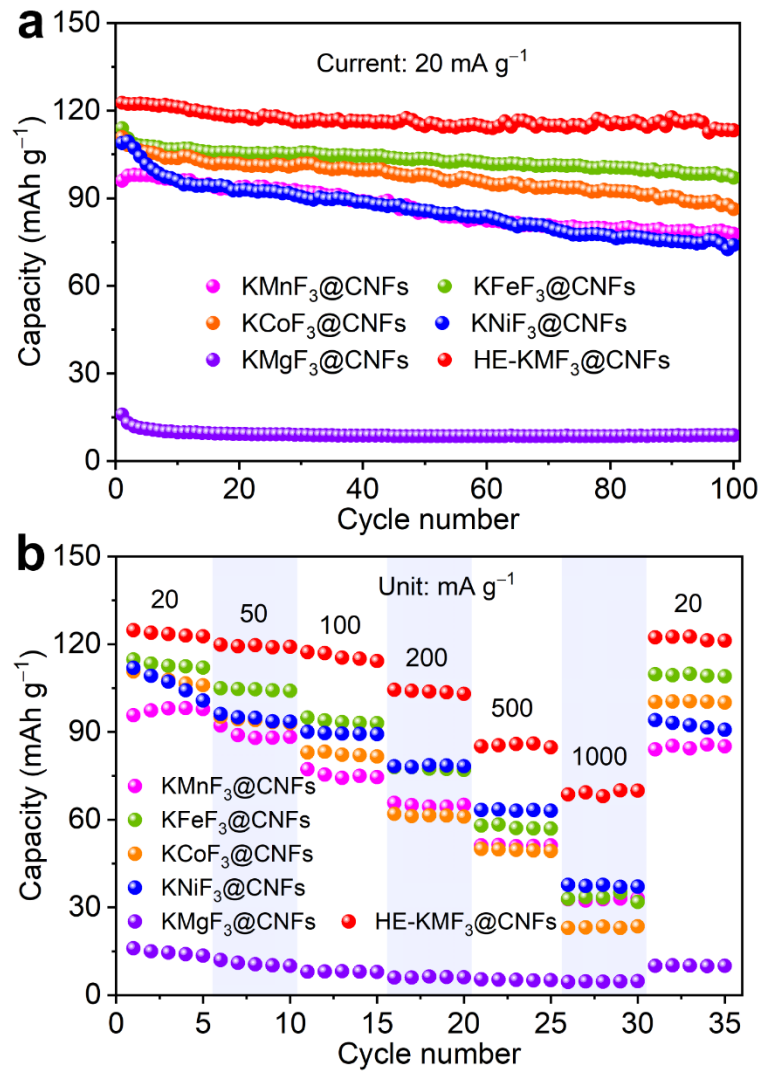 a
Current: 20 mA g⁻¹
Capacity (mAh g⁻¹)
150
120
90
60
30
0
KMnF₃@CNFs
KFeF₃@CNFs
KCoF₃@CNFs
KNiF₃@CNFs
KMgF₃@CNFs
HE-KMF₃@CNFs
0 20 40 60 80 100
Cycle number
b
Unit: mA g⁻¹
20 50 100 200 500 1000 20
Capacity (mAh g⁻¹)
150
120
90
60
30
0
KMnF₃@CNFs
KFeF₃@CNFs
KCoF₃@CNFs
KNiF₃@CNFs
KMgF₃@CNFs
HE-KMF₃@CNFs
0 5 10 15 20 25 30 35
Cycle number